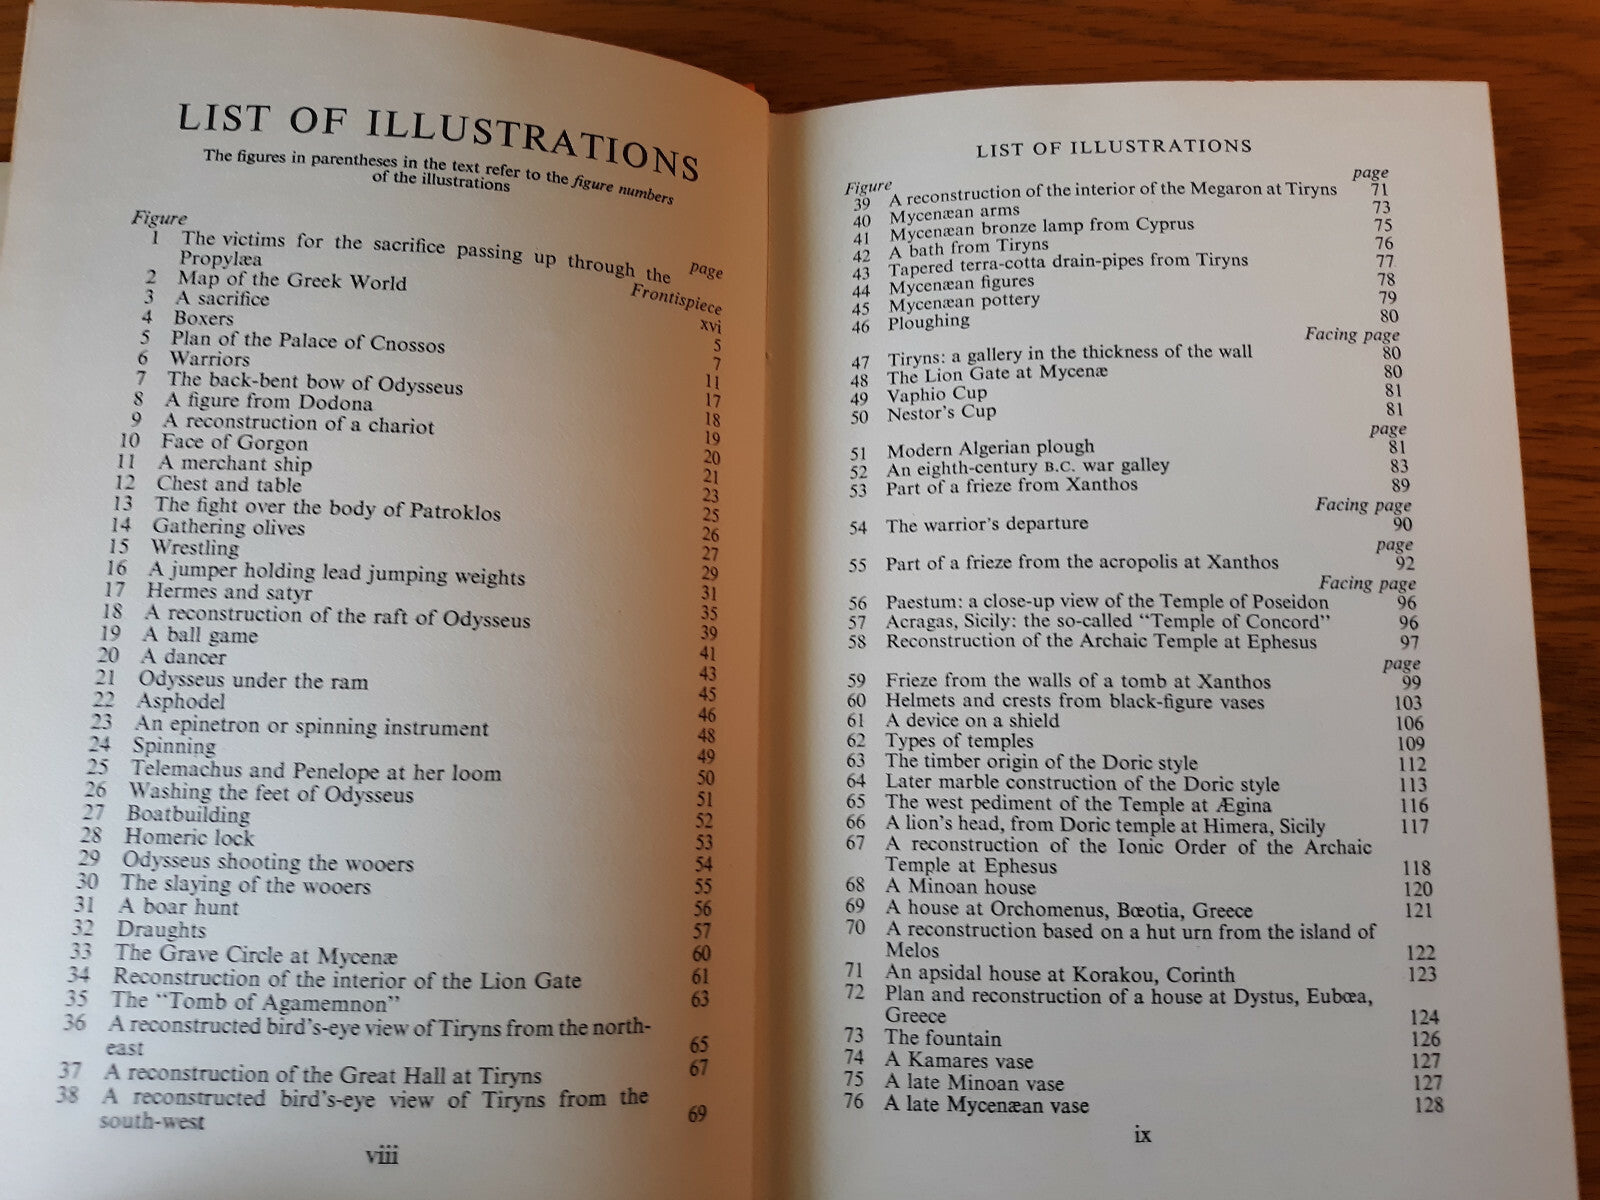 LIST OF ILLUSTRATIONS
The figures in parentheses in the text refer to the figure numbers
of the illustrations
Figure
page
1 The victims for the sacrifice passing up through the
Propylæa Frontispiece
2 Map of the Greek World xvi
3 A sacrifice 5
4 Boxers 7
5 Plan of the Palace of Cnossos 11
6 Warriors 17
7 The back-bent bow of Odysseus 18
8 A figure from Dodona 19
9 A reconstruction of a chariot 20
10 Face of Gorgon 21
11 A merchant ship 23
12 Chest and table 25
13 The fight over the body of Patroklos 26
14 Gathering olives 27
15 Wrestling 29
16 A jumper holding lead jumping weights 31
17 Hermes and satyr 35
18 A reconstruction of the raft of Odysseus 39
19 A ball game 41
20 A dancer 43
21 Odysseus under the ram 45
22 Asphodel 46
23 An epinetron or spinning instrument 48
24 Spinning 49
25 Telemachus and Penelope at her loom 50
26 Washing the feet of Odysseus 51
27 Boatbuilding 52
28 Homeric lock 53
29 Odysseus shooting the wooers 54
30 The slaying of the wooers 55
31 A boar hunt 56
32 Draughts 57
33 The Grave Circle at Mycenæ 60
34 Reconstruction of the interior of the Lion Gate 61
35 The "Tomb of Agamemnon" 63
36 A reconstructed bird's-eye view of Tiryns from the north-
east 65
37 A reconstruction of the Great Hall at Tiryns 67
38 A reconstructed bird's-eye view of Tiryns from the
south-west 69
viii
LIST OF ILLUSTRATIONS
Figure page
39 A reconstruction of the interior of the Megaron at Tiryns 71
40 Mycenæan arms 73
41 Mycenæan bronze lamp from Cyprus 75
42 A bath from Tiryns 76
43 Tapered terra-cotta drain-pipes from Tiryns 77
44 Mycenæan figures 78
45 Mycenæan pottery 79
46 Ploughing 80
Facing page
47 Tiryns: a gallery in the thickness of the wall 80
48 The Lion Gate at Mycenæ 80
49 Vaphio Cup 81
50 Nestor's Cup 81
page
51 Modern Algerian plough 81
52 An eighth-century B.C. war galley 83
53 Part of a frieze from Xanthos 89
Facing page
54 The warrior's departure 90
page
55 Part of a frieze from the acropolis at Xanthos 92
Facing page
56 Paestum: a close-up view of the Temple of Poseidon 96
57 Acragas, Sicily: the so-called "Temple of Concord" 96
58 Reconstruction of the Archaic Temple at Ephesus 97
page
59 Frieze from the walls of a tomb at Xanthos 99
60 Helmets and crests from black-figure vases 103
61 A device on a shield 106
62 Types of temples 109
63 The timber origin of the Doric style 112
64 Later marble construction of the Doric style 113
65 The west pediment of the Temple at Ægina 116
66 A lion's head, from Doric temple at Himera, Sicily 117
67 A reconstruction of the Ionic Order of the Archaic
Temple at Ephesus 118
68 A Minoan house 120
69 A house at Orchomenus, Bœotia, Greece 121
70 A reconstruction based on a hut urn from the island of
Melos 122
71 An apsidal house at Korakou, Corinth 123
72 Plan and reconstruction of a house at Dystus, Eubœa,
Greece 124
73 The fountain 126
74 A Kamares vase 127
75 A late Minoan vase 127
76 A late Mycenæan vase 128
ix